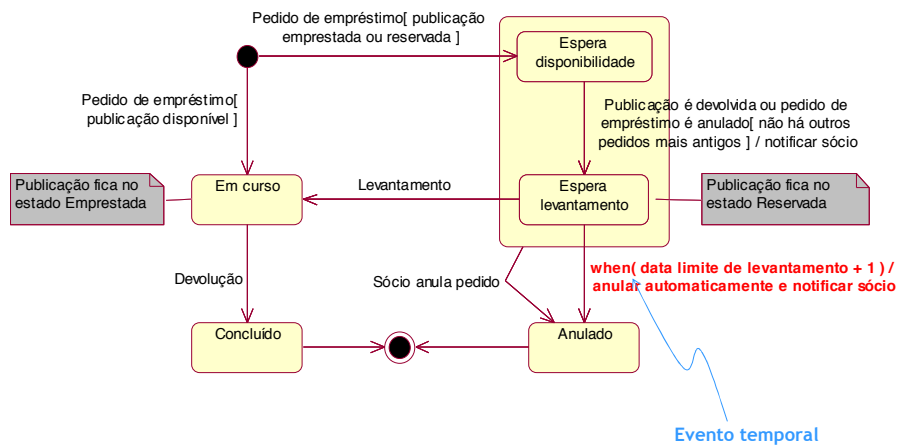 Pedido de empréstimo[ publicação
emprestada ou reservada ]
Espera
disponibilidade
Pedido de empréstimo[
publicação disponível ]
Publicação é devolvida ou pedido de
empréstimo é anulado[ não há outros
pedidos mais antigos ] / notificar sócio
Publicação fica no
estado Emprestada
Em curso
Levantamento
Espera
levantamento
Publicação fica no
estado Reservada
Devolução
Sócio anula pedido
when( data limite de levantamento + 1 ) /
anular automaticamente e notificar sócio
Concluído
Anulado
Evento temporal